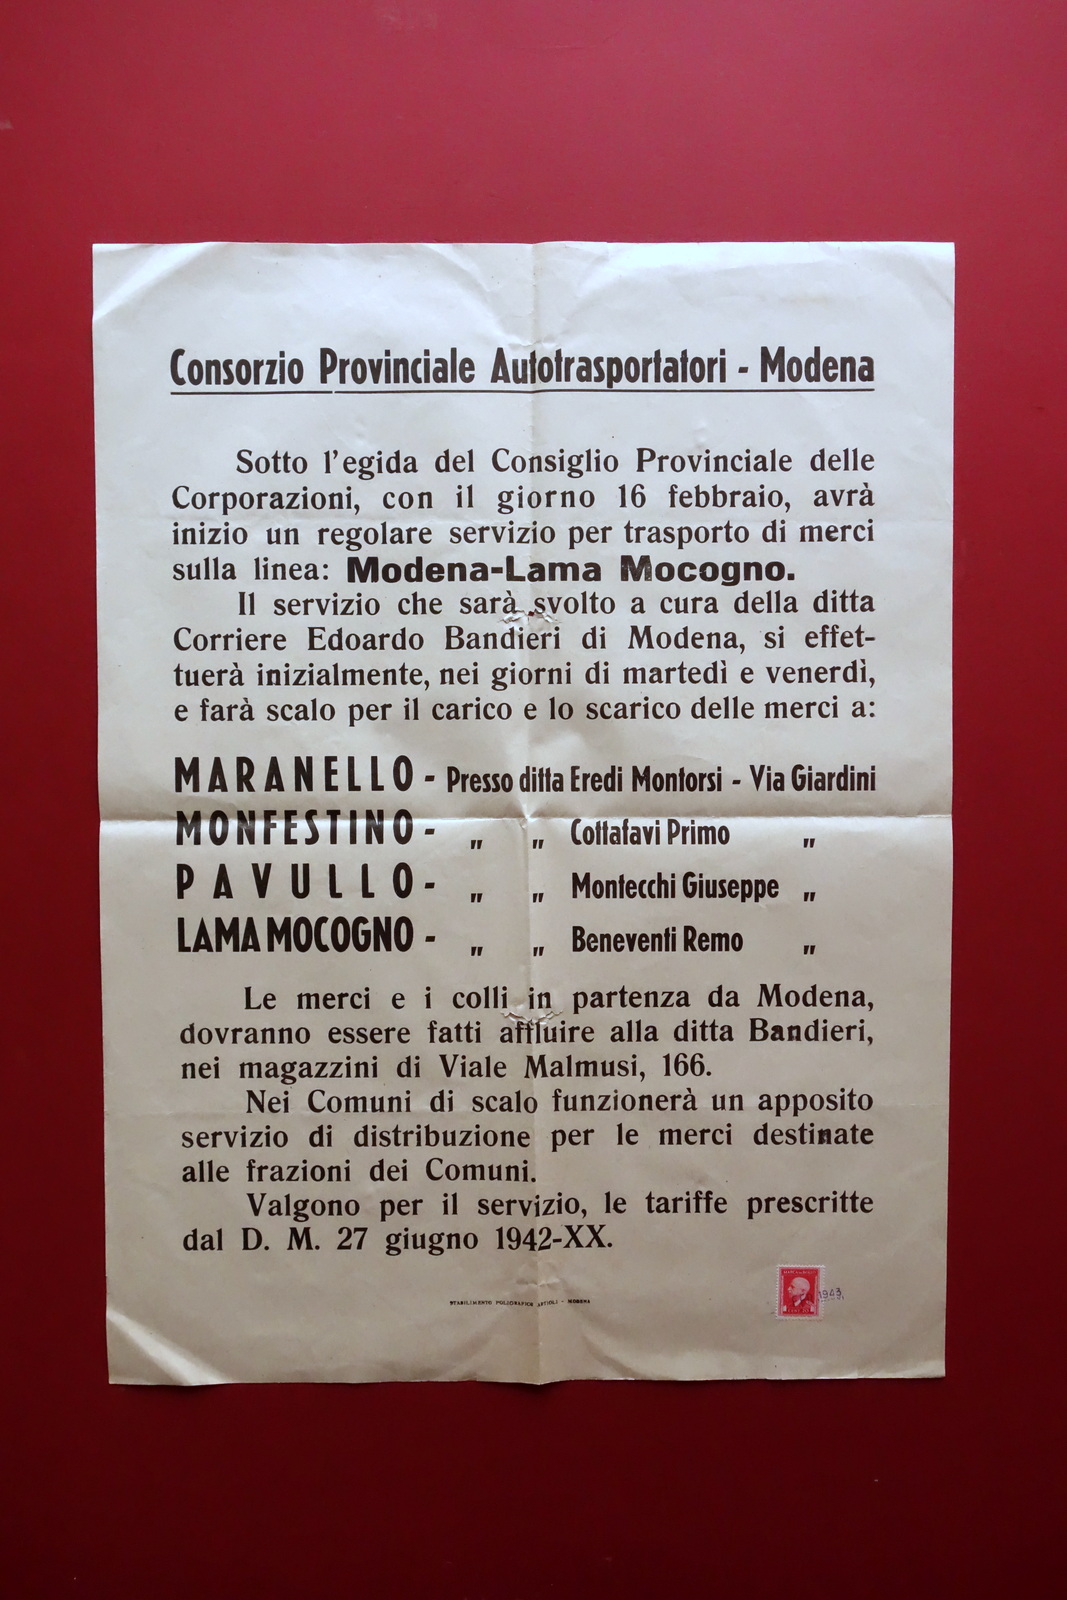 Consorzio Provinciale Autotrasportatori - Modena
Sotto l'egida del Consiglio Provinciale delle
Corporazioni, con il giorno 16 febbraio, avrà
inizio un regolare servizio per trasporto di merci
sulla linea: Modena-Lama Mocogno.
Il servizio che sarà svolto a cura della ditta
Corriere Edoardo Bandieri di Modena, si effet-
tuerà inizialmente, nei giorni di martedì e venerdì,
e farà scalo per il carico e lo scarico delle merci a:
MARANELLO - Presso ditta Eredi Montorsi - Via Giardini
MONFESTINO - „ „ Cottafavi Primo „
PAVULLO - „ „ Montecchi Giuseppe „
LAMA MOCOGNO - „ „ Beneventi Remo „
Le merci e i colli in partenza da Modena,
dovranno essere fatti affluire alla ditta Bandieri,
nei magazzini di Viale Malmusi, 166.
Nei Comuni di scalo funzionerà un apposito
servizio di distribuzione per le merci destinate
alle frazioni dei Comuni.
Valgono per il servizio, le tariffe prescritte
dal D. M. 27 giugno 1942-XX.
STABILIMENTO POLIGRAFICO ARTIOLI - MODENA
1943